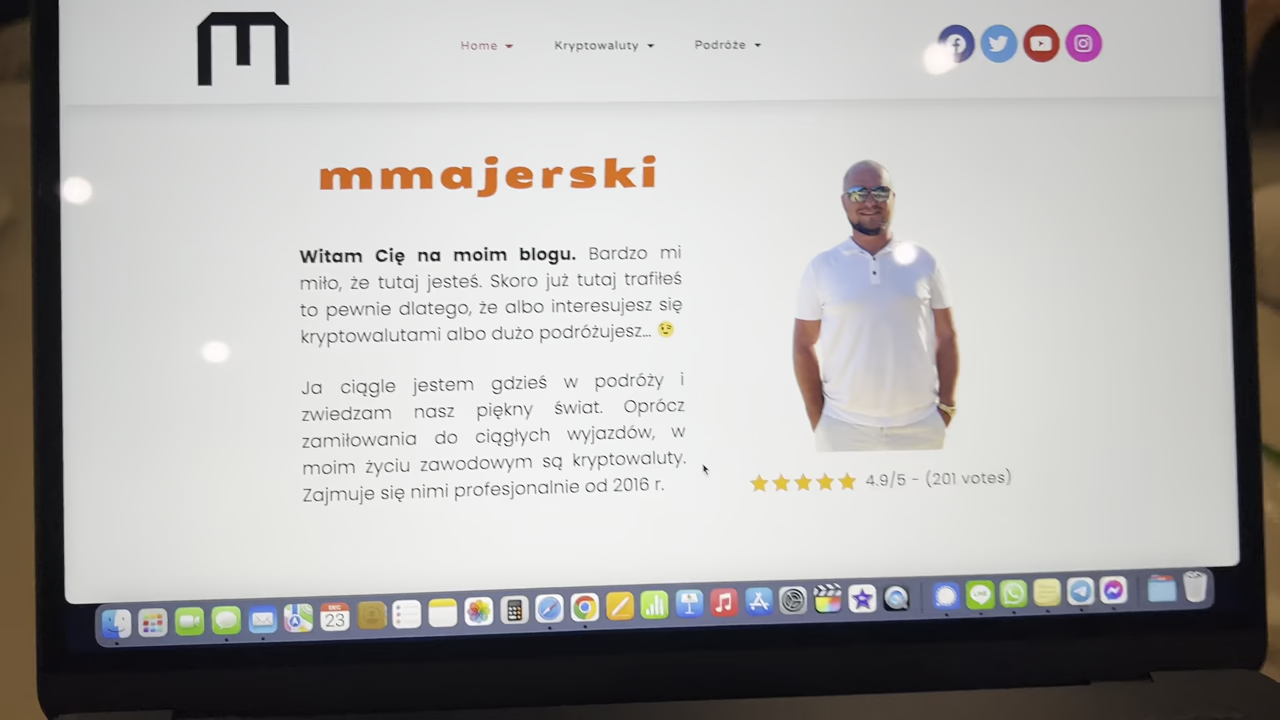 Home Kryptowaluty Podróże
mmajerski
Witam Cię na moim blogu. Bardzo mi
miło, że tutaj jesteś. Skoro już tutaj trafiłeś
to pewnie dlatego, że albo interesujesz się
kryptowalutami albo dużo podróżujesz... 😉
Ja ciągle jestem gdzieś w podróży i
zwiedzam nasz piękny świat. Oprócz
zamiłowania do ciągłych wyjazdów, w
moim życiu zawodowym są kryptowaluty.
Zajmuje się nimi profesjonalnie od 2016 r.
4.9/5 - (201 votes)
DEC
23